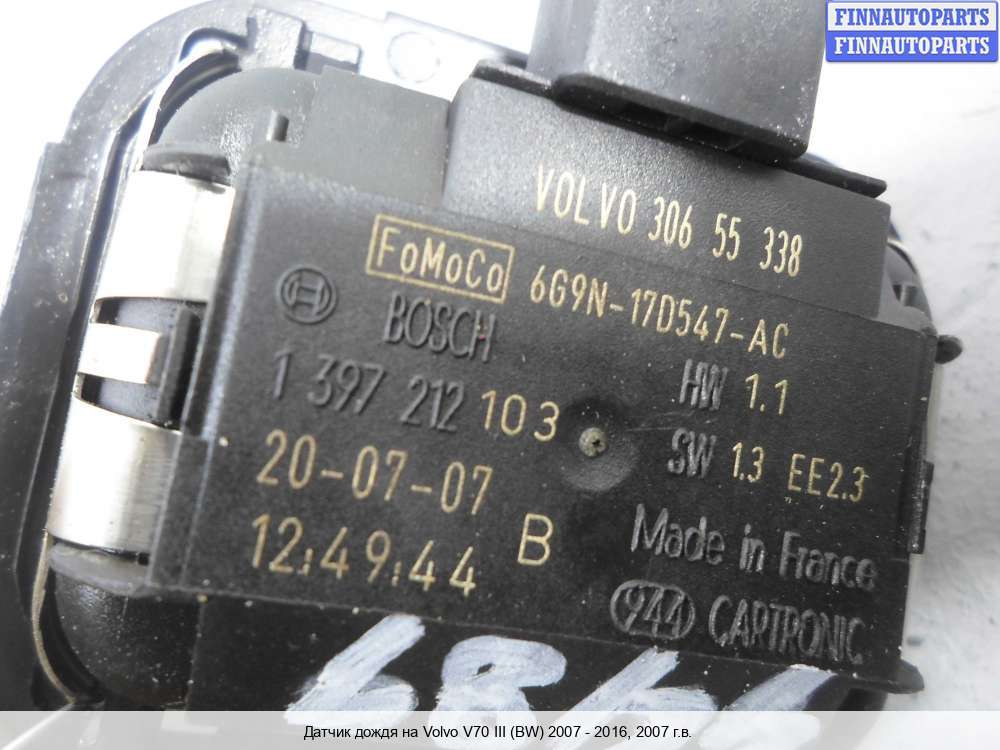 FINNAUTOPARTS
FINNAUTOPARTS
VOLVO 306 55 338
FoMoCo 6G9N-17D547-AC
BOSCH
HW 1.1
1 397 212 103
SW 1.3 EE2.3
20-07-07
12:49:44 B
Made in France
944 CARTRONIC
Датчик дождя на Volvo V70 III (BW) 2007 - 2016, 2007 г.в.